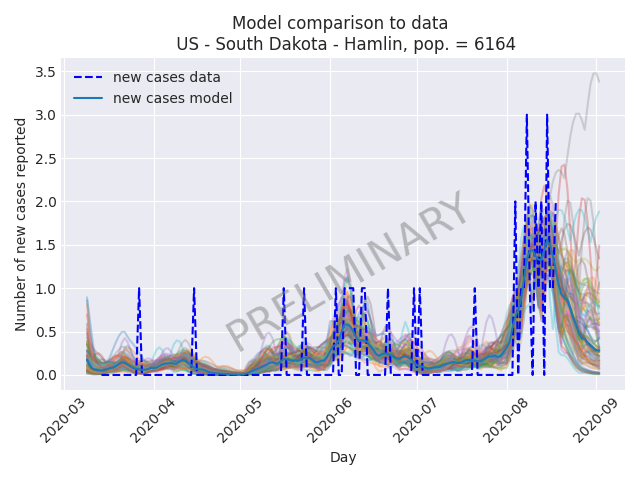 Model comparison to data
US - South Dakota - Hamlin, pop. = 6164
new cases data
new cases model
PRELIMINARY
Number of new cases reported
3.5
3.0
2.5
2.0
1.5
1.0
0.5
0.0
2020-03
2020-04
2020-05
2020-06
2020-07
2020-08
2020-09
Day